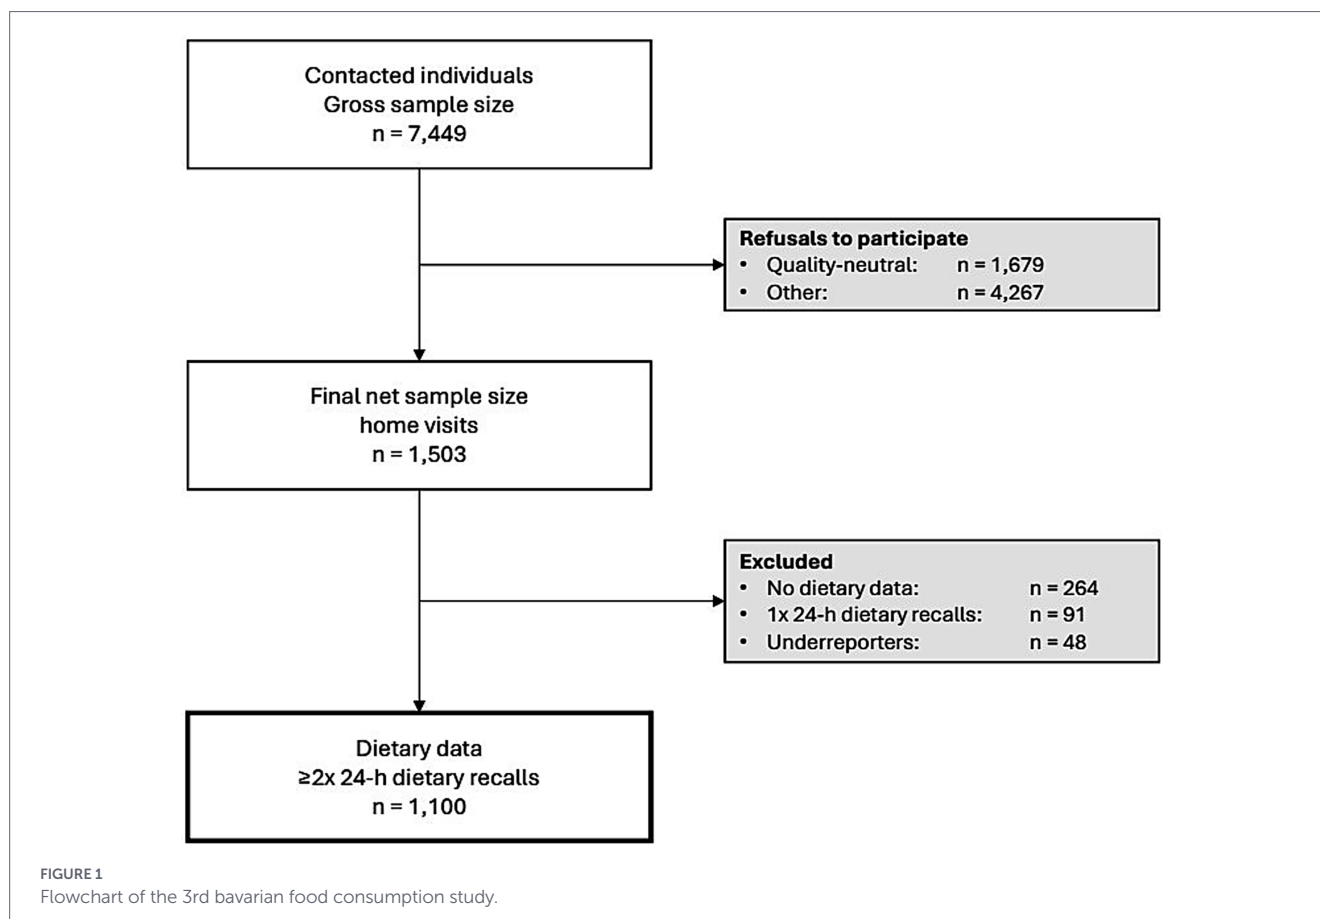 Contacted individuals
Gross sample size
n = 7,449
Refusals to participate
• Quality-neutral: n = 1,679
• Other: n = 4,267
Final net sample size
home visits
n = 1,503
Excluded
• No dietary data: n = 264
• 1x 24-h dietary recalls: n = 91
• Underreporters: n = 48
Dietary data
≥2x 24-h dietary recalls
n = 1,100
FIGURE 1
Flowchart of the 3rd bavarian food consumption study.